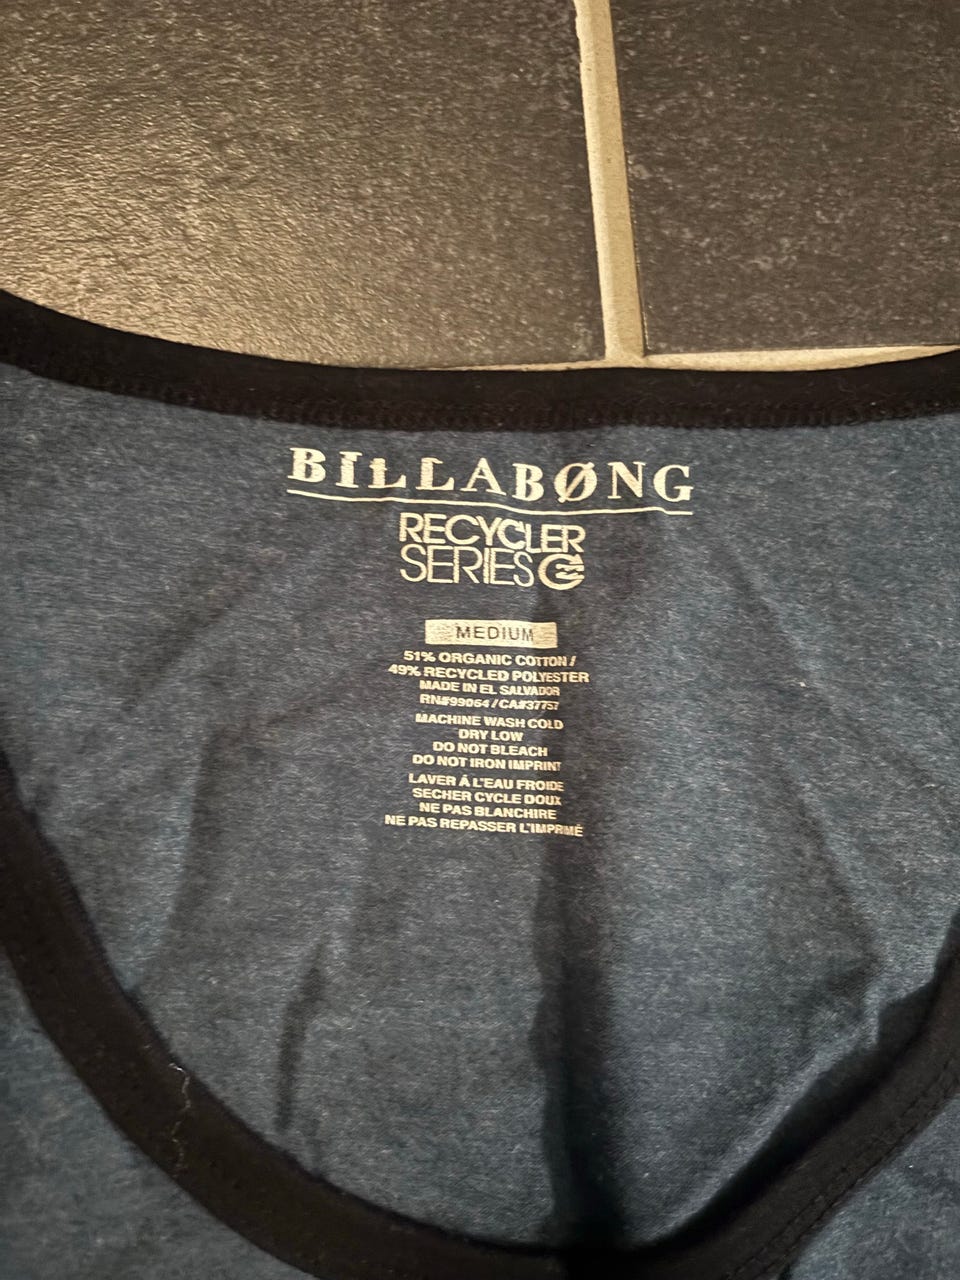 BILLABØNG
RECYCLER
SERIES
MEDIUM
51% ORGANIC COTTON /
49% RECYCLED POLYESTER
MADE IN EL SALVADOR
RN#99064 / CA#37757
MACHINE WASH COLD
DRY LOW
DO NOT BLEACH
DO NOT IRON IMPRINT
LAVER À L'EAU FROIDE
SECHER CYCLE DOUX
NE PAS BLANCHIRE
NE PAS REPASSER L'IMPRIMÉ